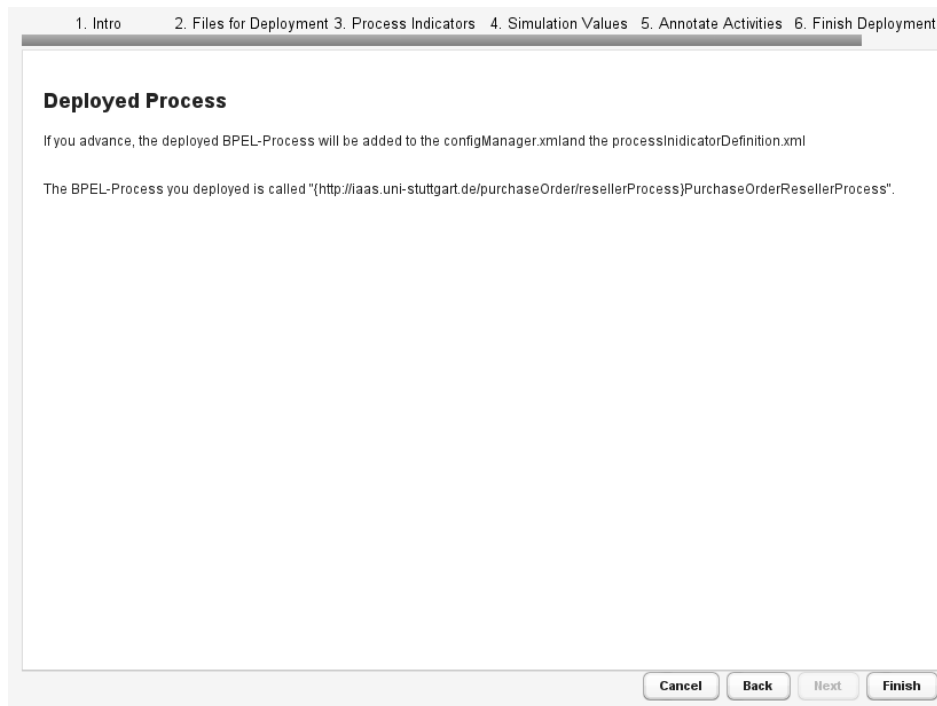 1. Intro 2. Files for Deployment 3. Process Indicators 4. Simulation Values 5. Annotate Activities 6. Finish Deployment
Deployed Process
If you advance, the deployed BPEL-Process will be added to the configManager.xmland the processInidicatorDefinition.xml
The BPEL-Process you deployed is called "{http://iaas.uni-stuttgart.de/purchaseOrder/resellerProcess}PurchaseOrderResellerProcess".
Cancel Back Next Finish